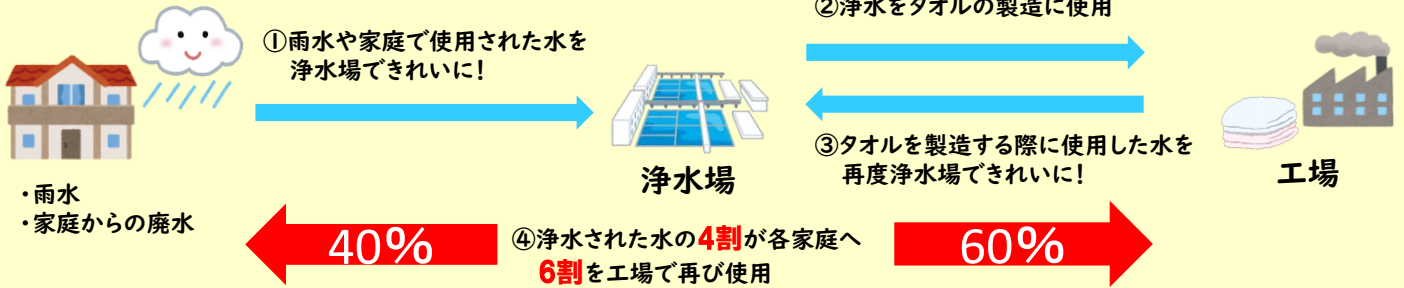 ②浄水をタオルの製造に使用
①雨水や家庭で使用された水を
浄水場できれいに!
③タオルを製造する際に使用した水を
再度浄水場できれいに!
浄水場
工場
・雨水
・家庭からの廃水
40%
④浄水された水の4割が各家庭へ
6割を工場で再び使用
60%